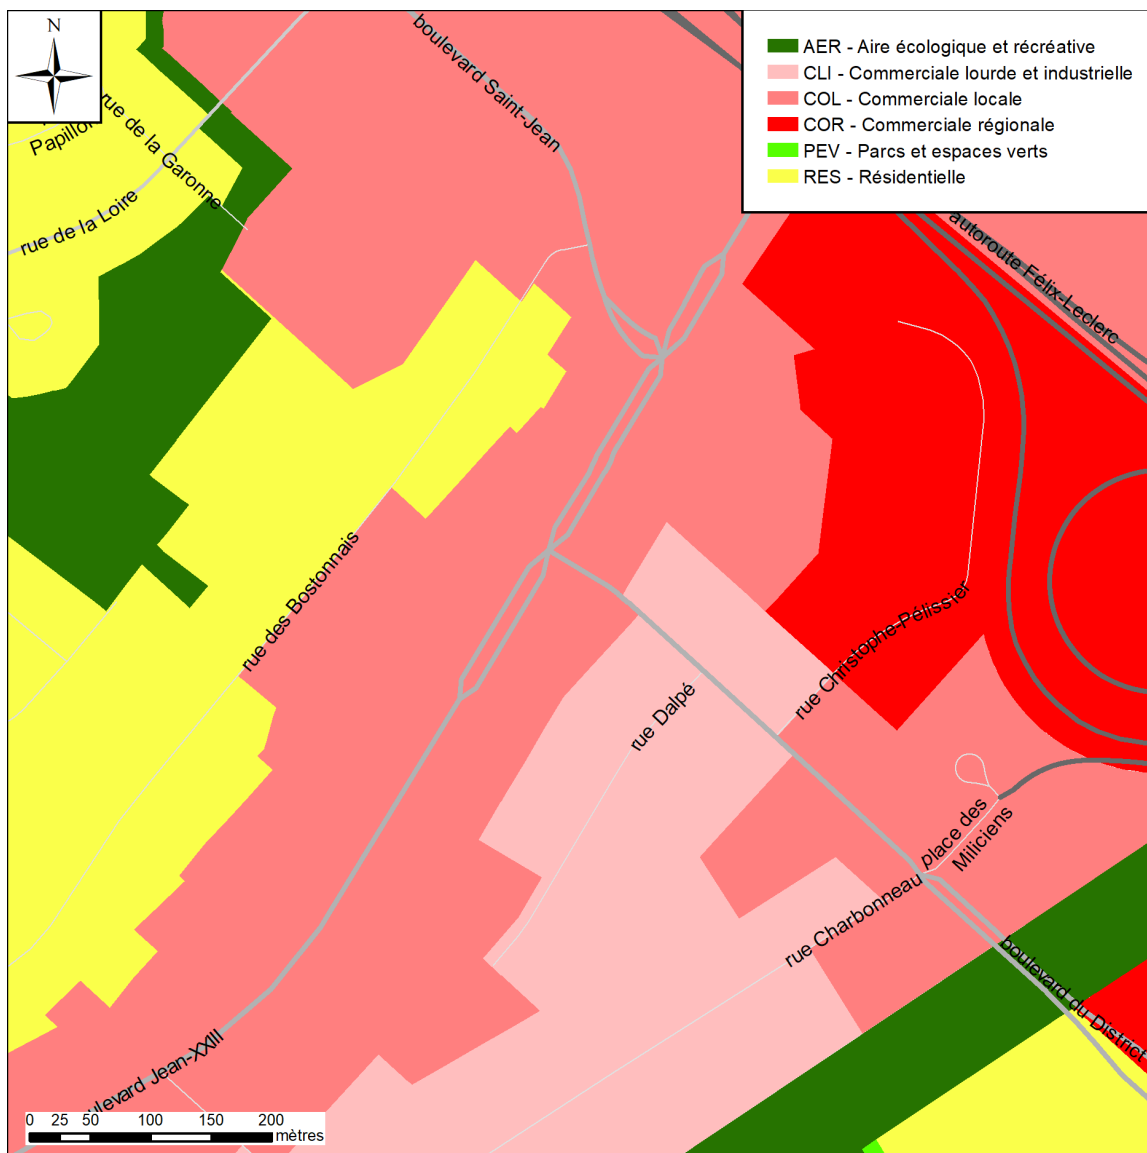 N
AER - Aire écologique et récréative
CLI - Commerciale lourde et industrielle
COL - Commerciale locale
COR - Commerciale régionale
PEV - Parcs et espaces verts
RES - Résidentielle
boulevard Saint-Jean
rue de la Garonne
Papillon
rue de la Loire
autoroute Félix-Leclerc
rue des Bostonnais
rue Christophe-Pélissier
rue Dalpé
place des
Miliciens
rue Charbonneau
boulevard du District
ulevard Jean-XXIII
0 25 50 100 150 200
mètres